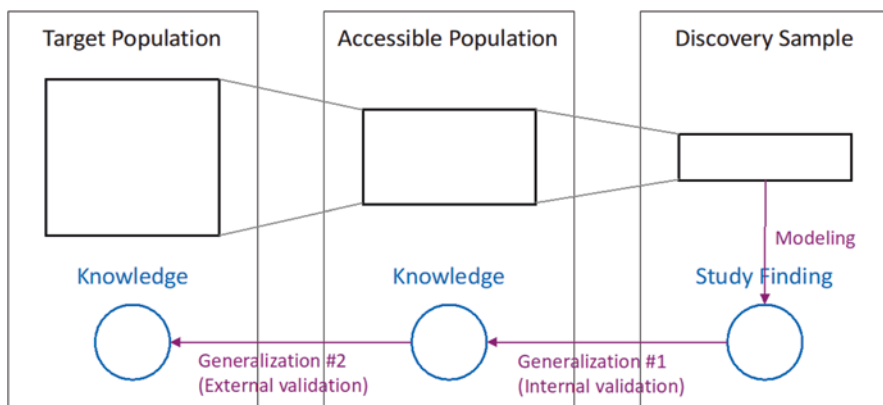 Target Population
Accessible Population
Discovery Sample
Modeling
Knowledge
Knowledge
Study Finding
Generalization #2
(External validation)
Generalization #1
(Internal validation)